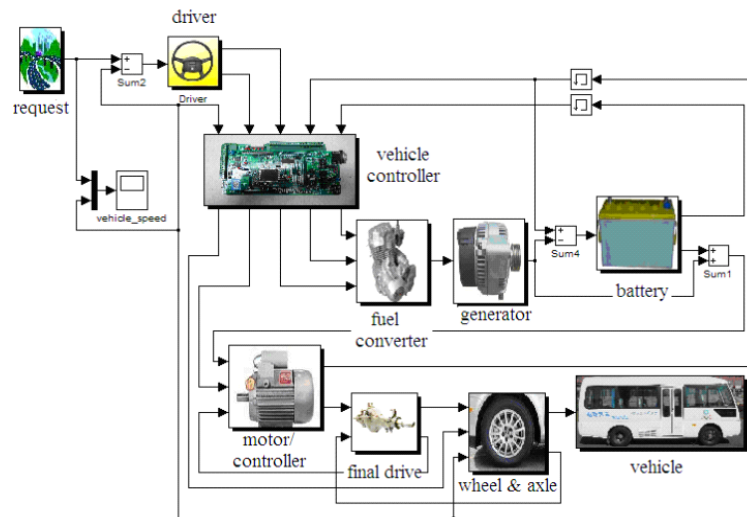 driver
Sum2
Driver
request
vehicle
controller
vehicle_speed
Sum4
Sum1
battery
generator
fuel
converter
motor/
controller
final drive
wheel & axle
vehicle